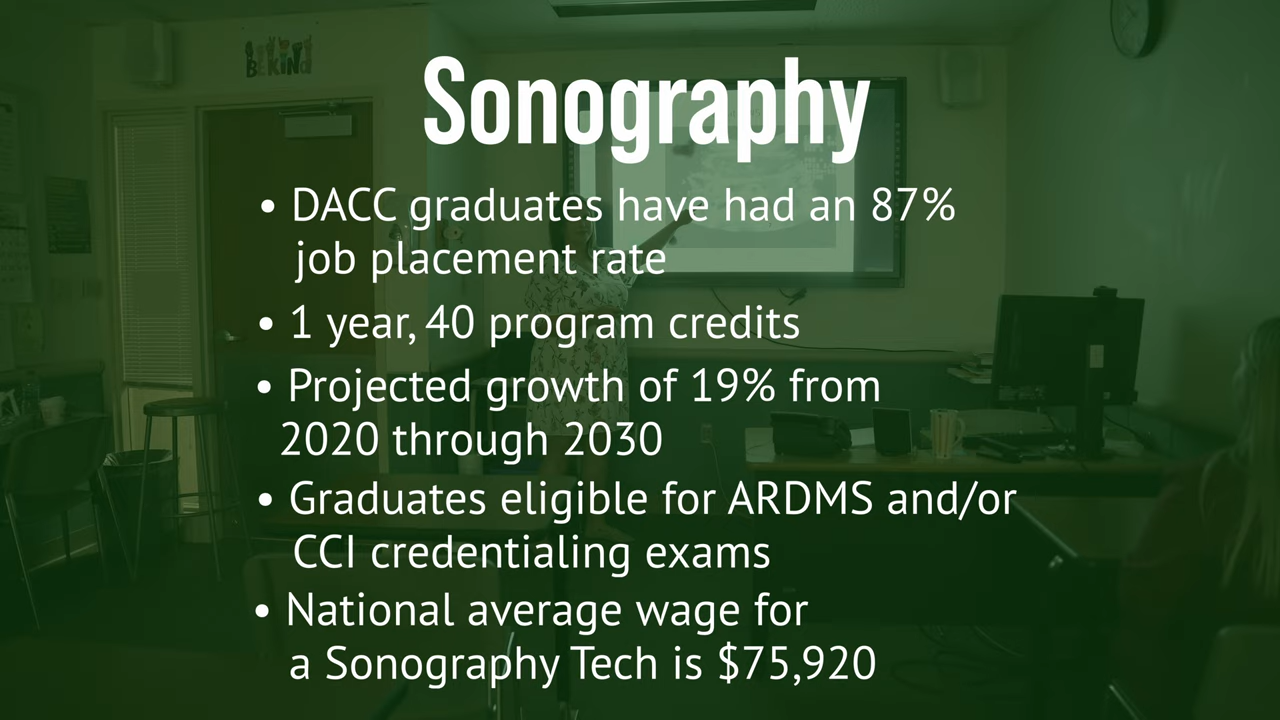 BE KIND
Sonography
• DACC graduates have had an 87%
job placement rate
• 1 year, 40 program credits
• Projected growth of 19% from
2020 through 2030
• Graduates eligible for ARDMS and/or
CCI credentialing exams
• National average wage for
a Sonography Tech is $75,920